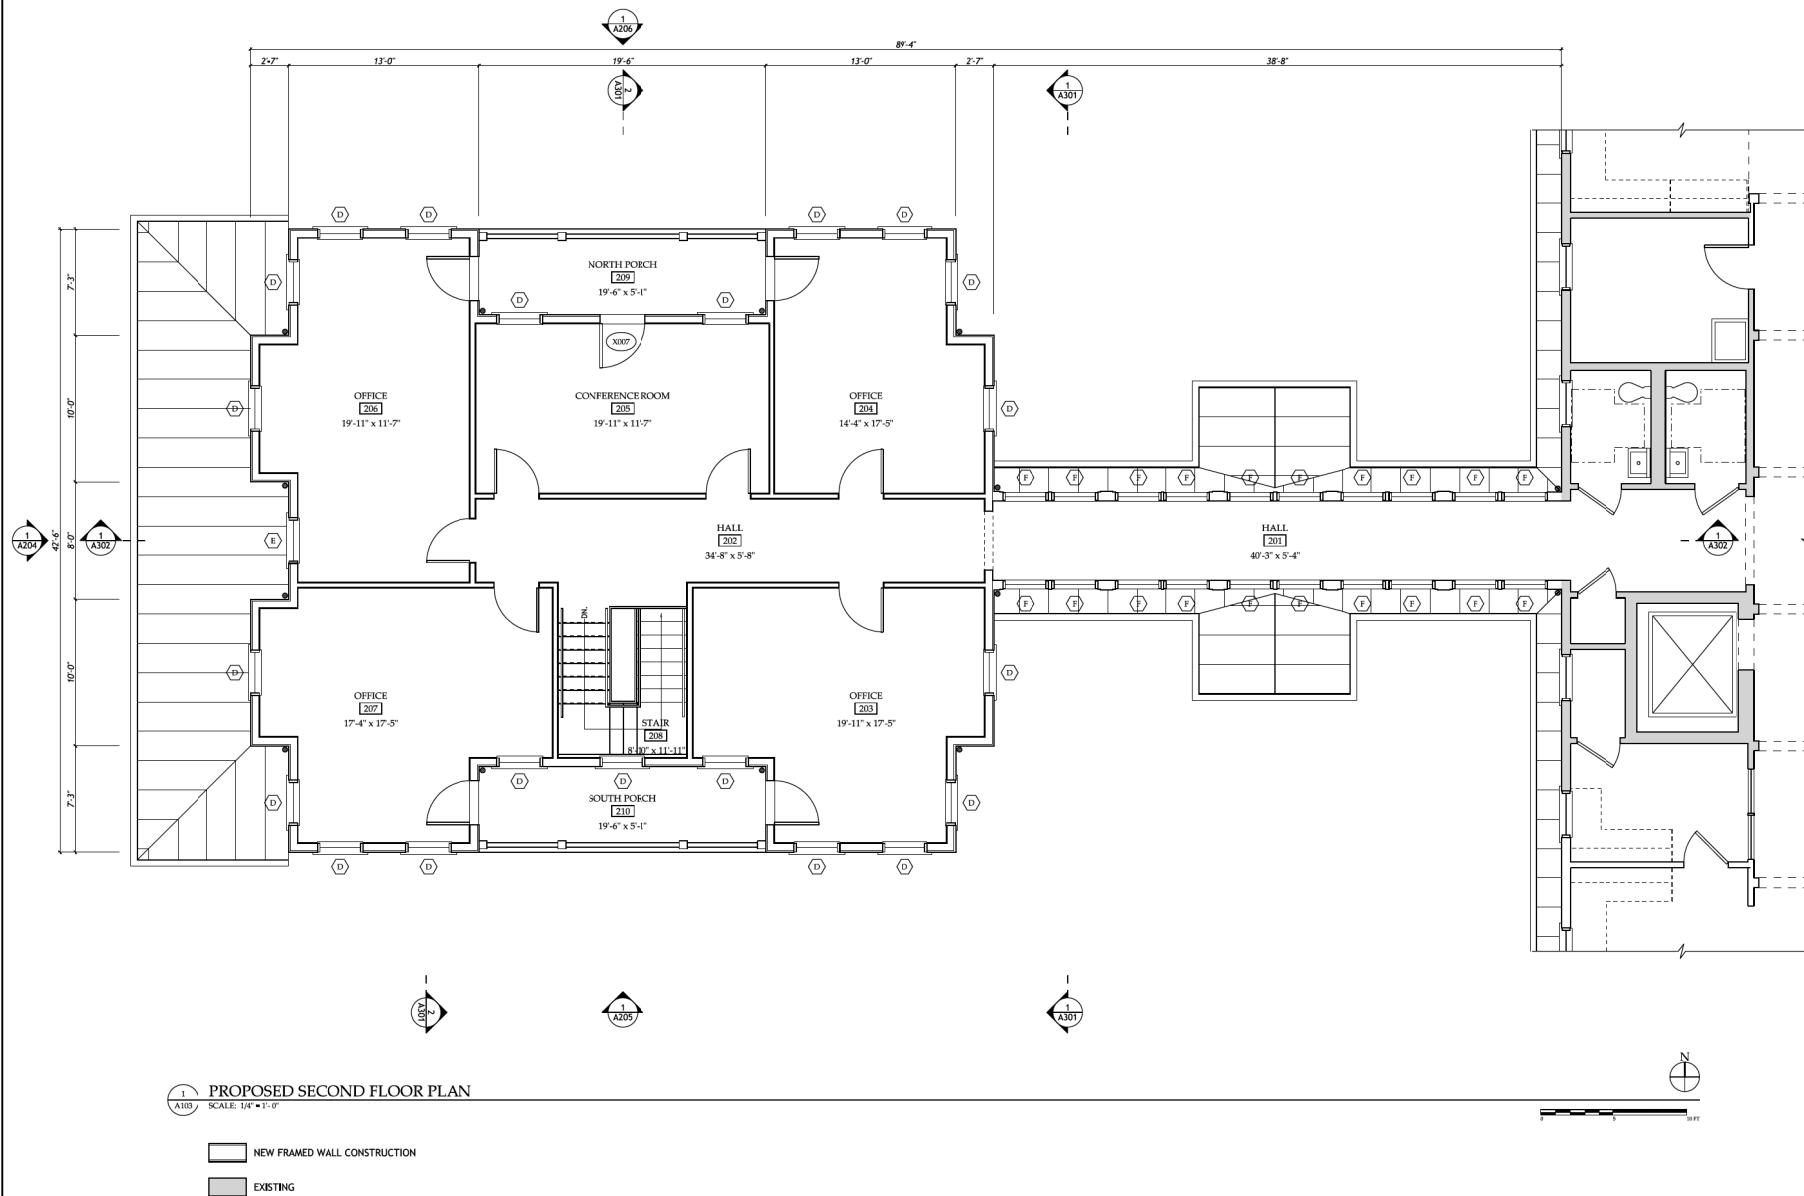 1
A206
89'-4"
2'-7"
13'-0"
19'-6"
13'-0"
2'-7"
38'-8"
2
A301
1
A301
D
D
D
D
7'-3"
10'-0"
8'-0"
10'-0"
7'-3"
42'-6"
D
NORTH PORCH
209
19'-6" x 5'-1"
D
D
D
X007
OFFICE
206
19'-11" x 11'-7"
CONFERENCE ROOM
205
19'-11" x 11'-7"
OFFICE
204
14'-4" x 17'-5"
D
D
F F F F F F F F F F
1
A204
1
A302
E
HALL
202
34'-8" x 5'-8"
HALL
201
40'-3" x 5'-4"
1
A302
F F F F F F F F F F
DN.
D
D
OFFICE
207
17'-4" x 17'-5"
STAIR
208
8'-10" x 11'-11"
OFFICE
203
19'-11" x 17'-5"
D
D
D
D
SOUTH PORCH
210
19'-6" x 5'-1"
D
D
D
D
D
2
A301
1
A205
1
A301
N
1
A103
PROPOSED SECOND FLOOR PLAN
SCALE: 1/4" = 1'- 0"
0 5 10 FT
NEW FRAMED WALL CONSTRUCTION
EXISTING